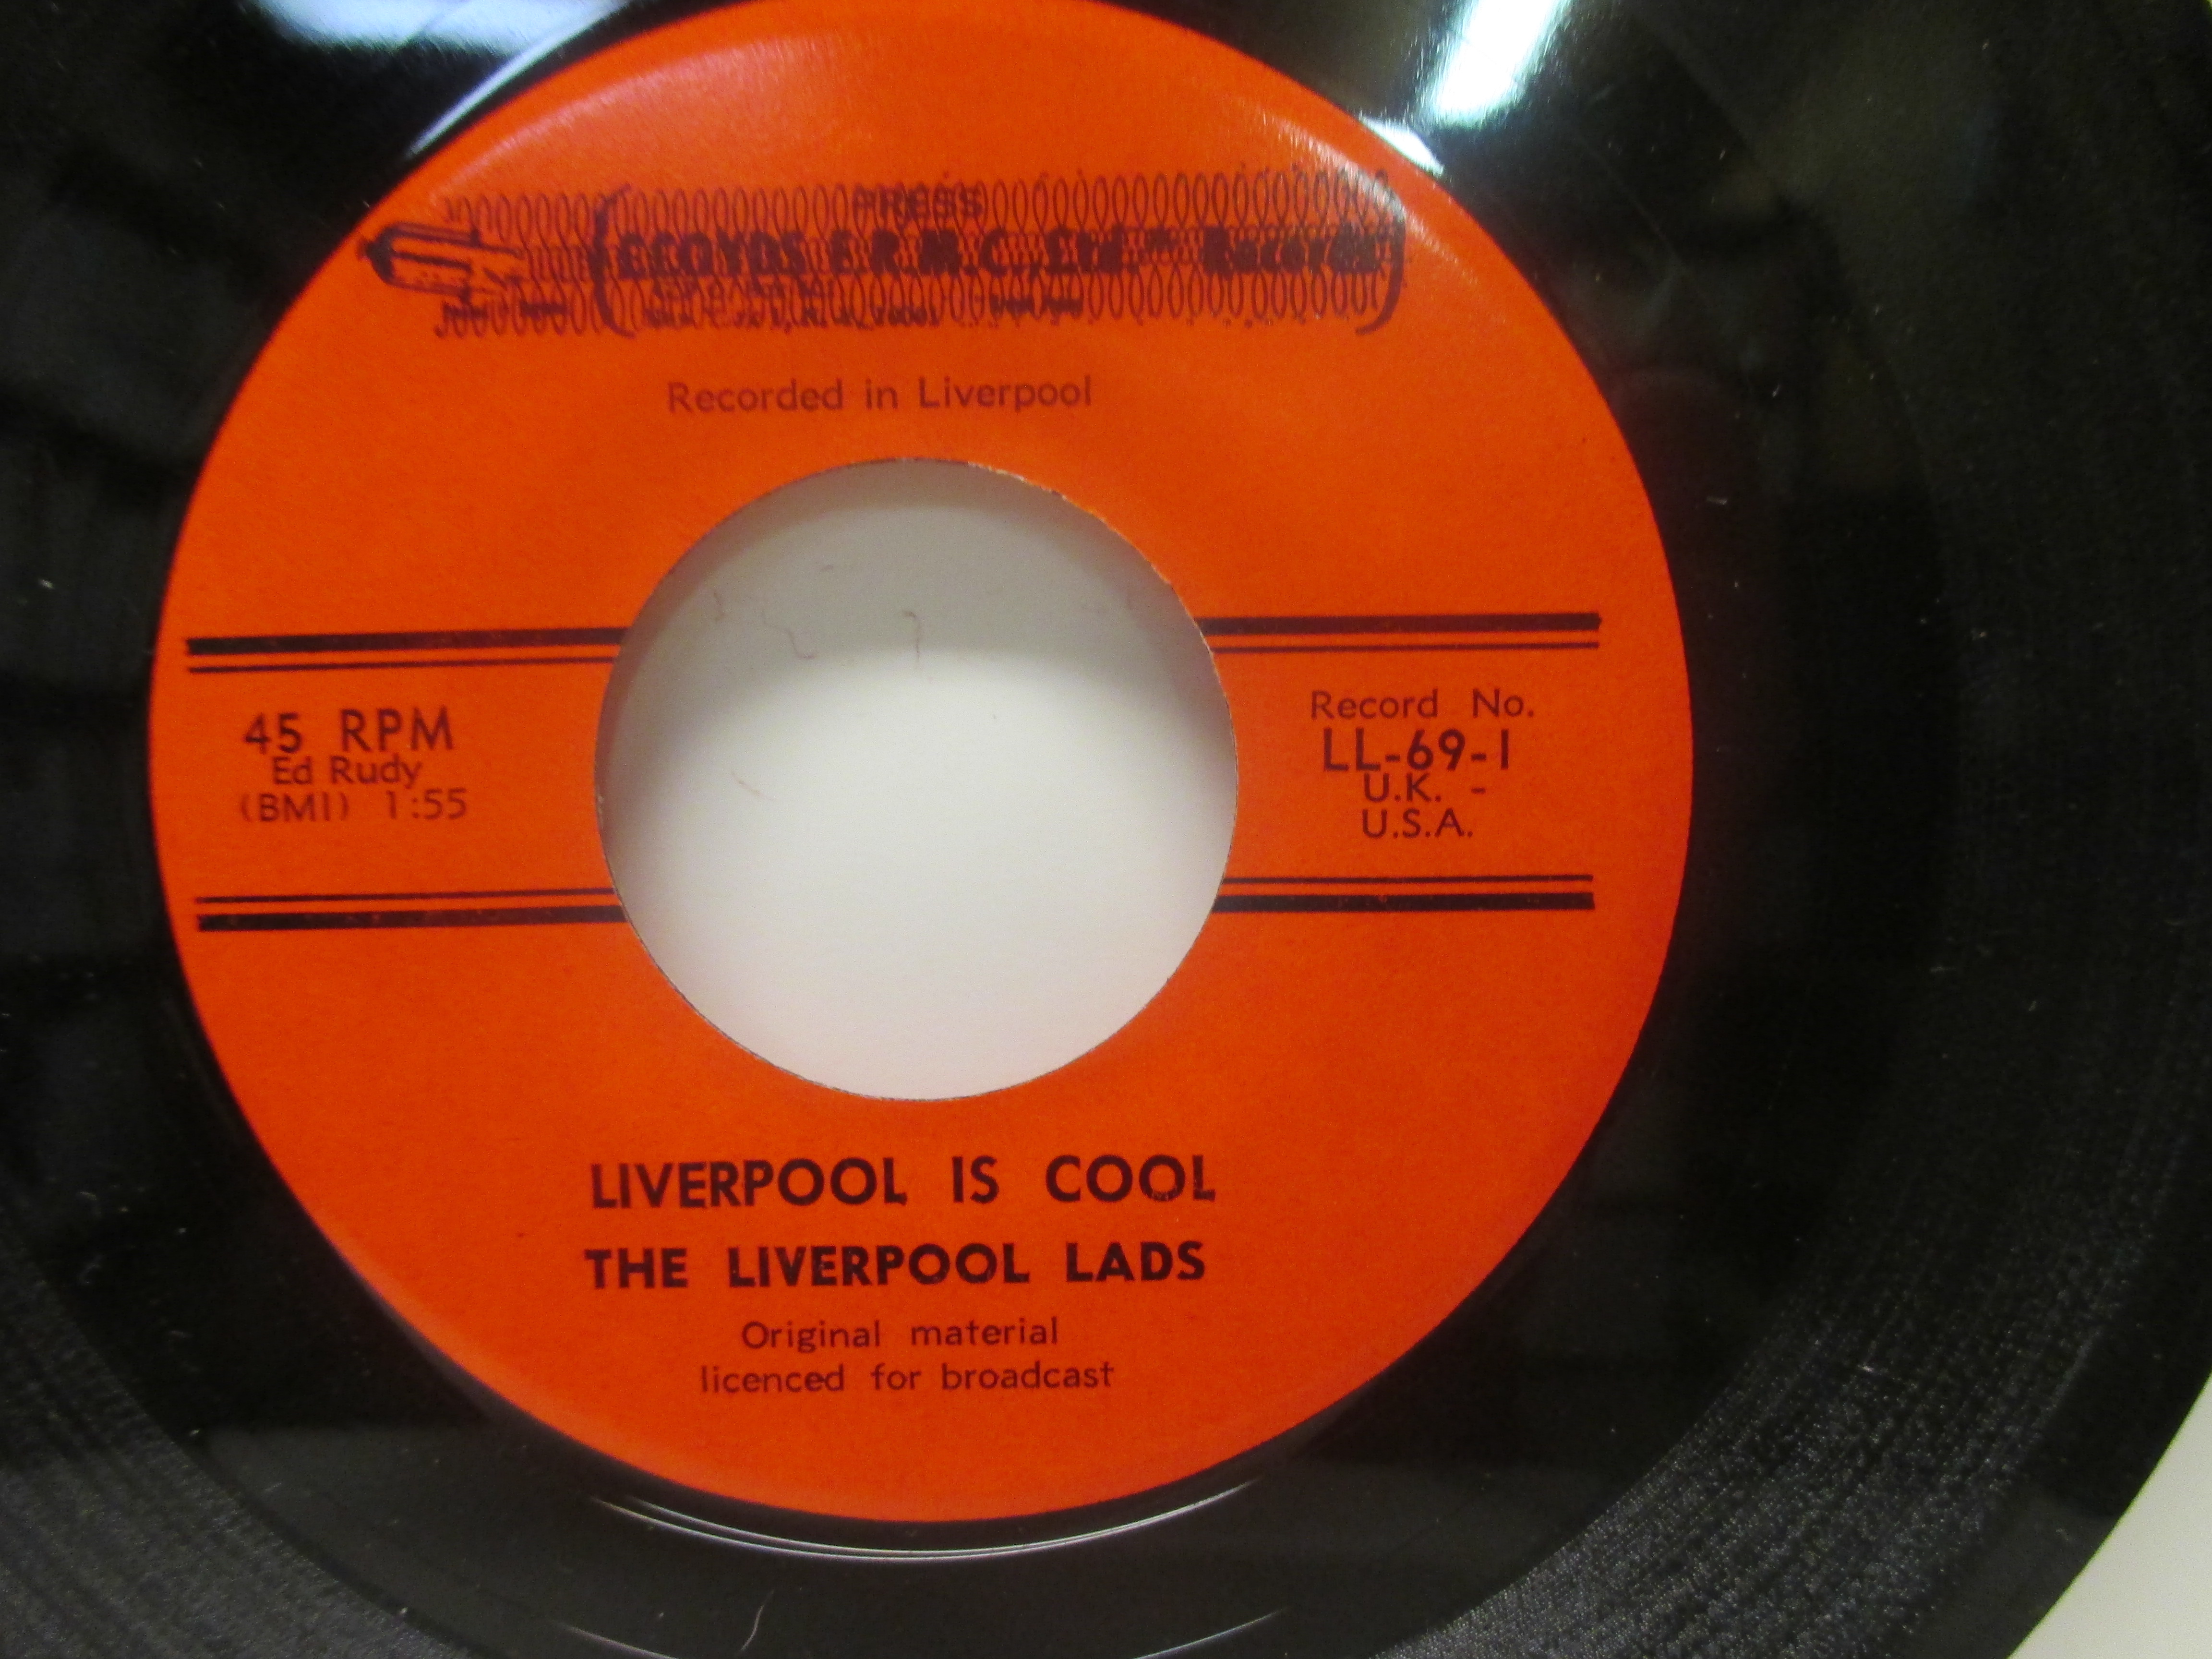 PRESS
Recorded in Liverpool
45 RPM
Ed Rudy
(BMI) 1:55
Record No.
LL-69-1
U.K. -
U.S.A.
LIVERPOOL IS COOL
THE LIVERPOOL LADS
Original material
licenced for broadcast